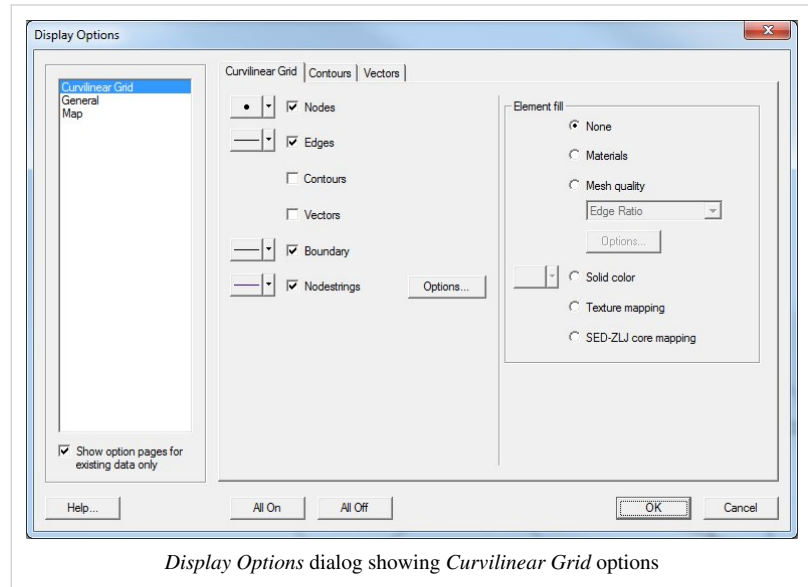 Display Options
Curvilinear Grid
General
Map
Show option pages for
existing data only
Curvilinear Grid
Contours
Vectors
Nodes
Edges
Contours
Vectors
Boundary
Nodestrings
Options...
Element fill
None
Materials
Mesh quality
Edge Ratio
Options...
Solid color
Texture mapping
SED-ZLJ core mapping
Help...
All On
All Off
OK
Cancel
Display Options dialog showing Curvilinear Grid options